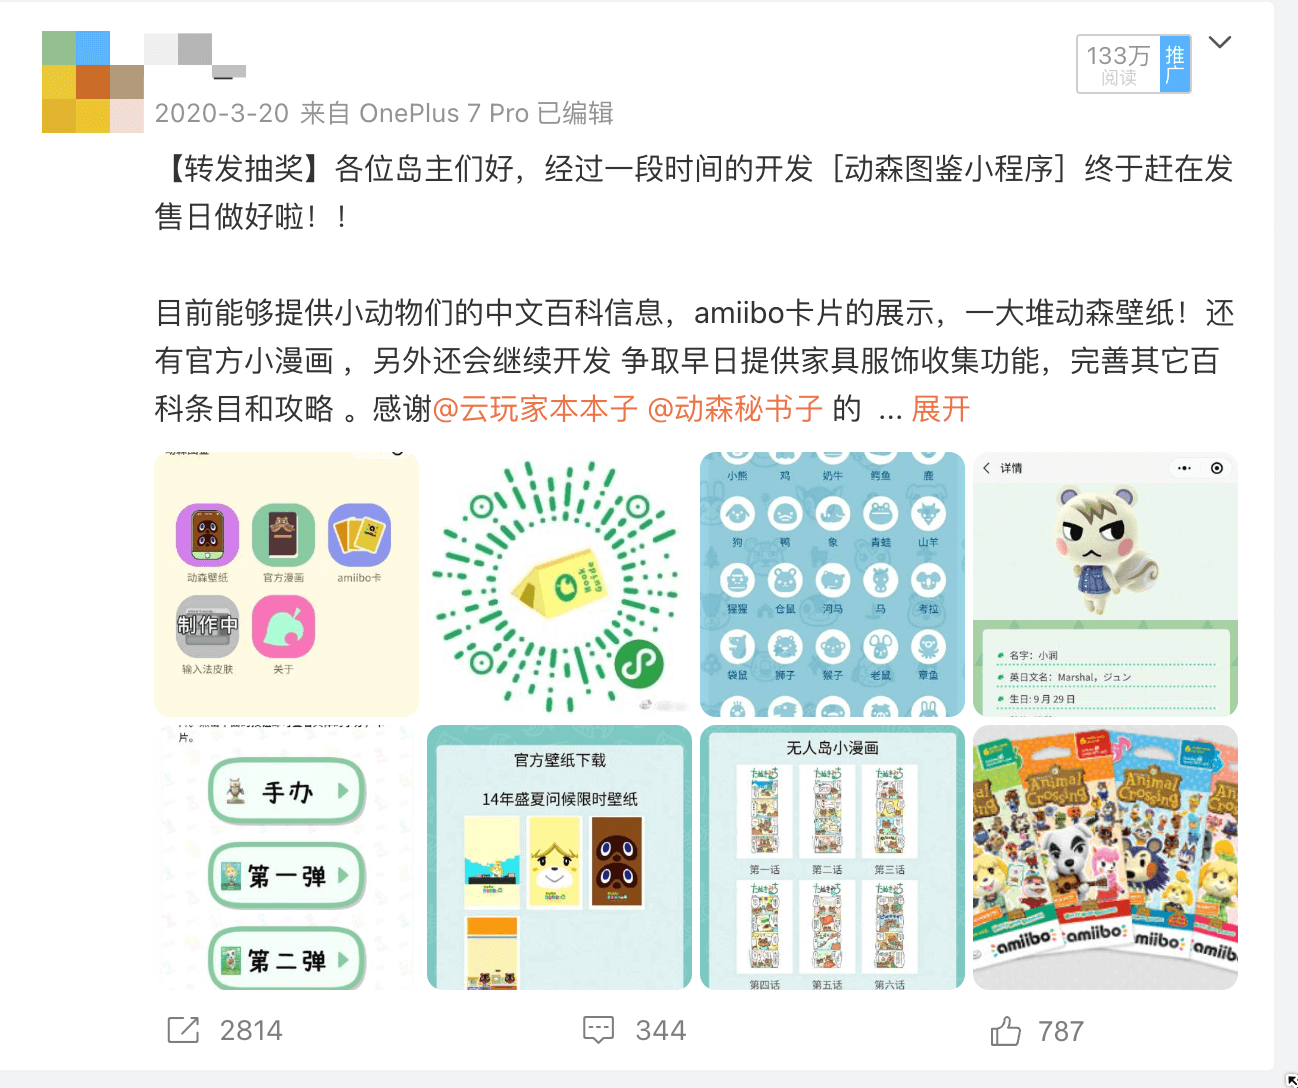 133万
阅读
推广
2020-3-20 来自 OnePlus 7 Pro 已编辑
【转发抽奖】各位岛主们好，经过一段时间的开发［动森图鉴小程序］终于赶在发
售日做好啦！！
目前能够提供小动物们的中文百科信息，amiibo卡片的展示，一大堆动森壁纸！还
有官方小漫画 ，另外还会继续开发 争取早日提供家具服饰收集功能，完善其它百
科条目和攻略 。感谢@云玩家本本子 @动森秘书子 的 ... 展开
动森壁纸 官方漫画 amiibo卡
制作中
输入法皮肤 关于
小熊 鸡 奶牛 鳄鱼 鹿
狗 鸭 象 青蛙 山羊
猩猩 仓鼠 河马 马 考拉
袋鼠 狮子 猴子 老鼠 章鱼
详情
名字：小润
英日文名：Marshal，ジュン
生日: 9 月 29 日
片。
手办
第一弹
第二弹
官方壁纸下载
14年盛夏问候限时壁纸
无人岛小漫画
第一话 第二话 第三话
第四话 第五话 第六话
Animal Crossing
Animal Crossing
amiibo
amiibo
miibo
amiib
2814 344 787